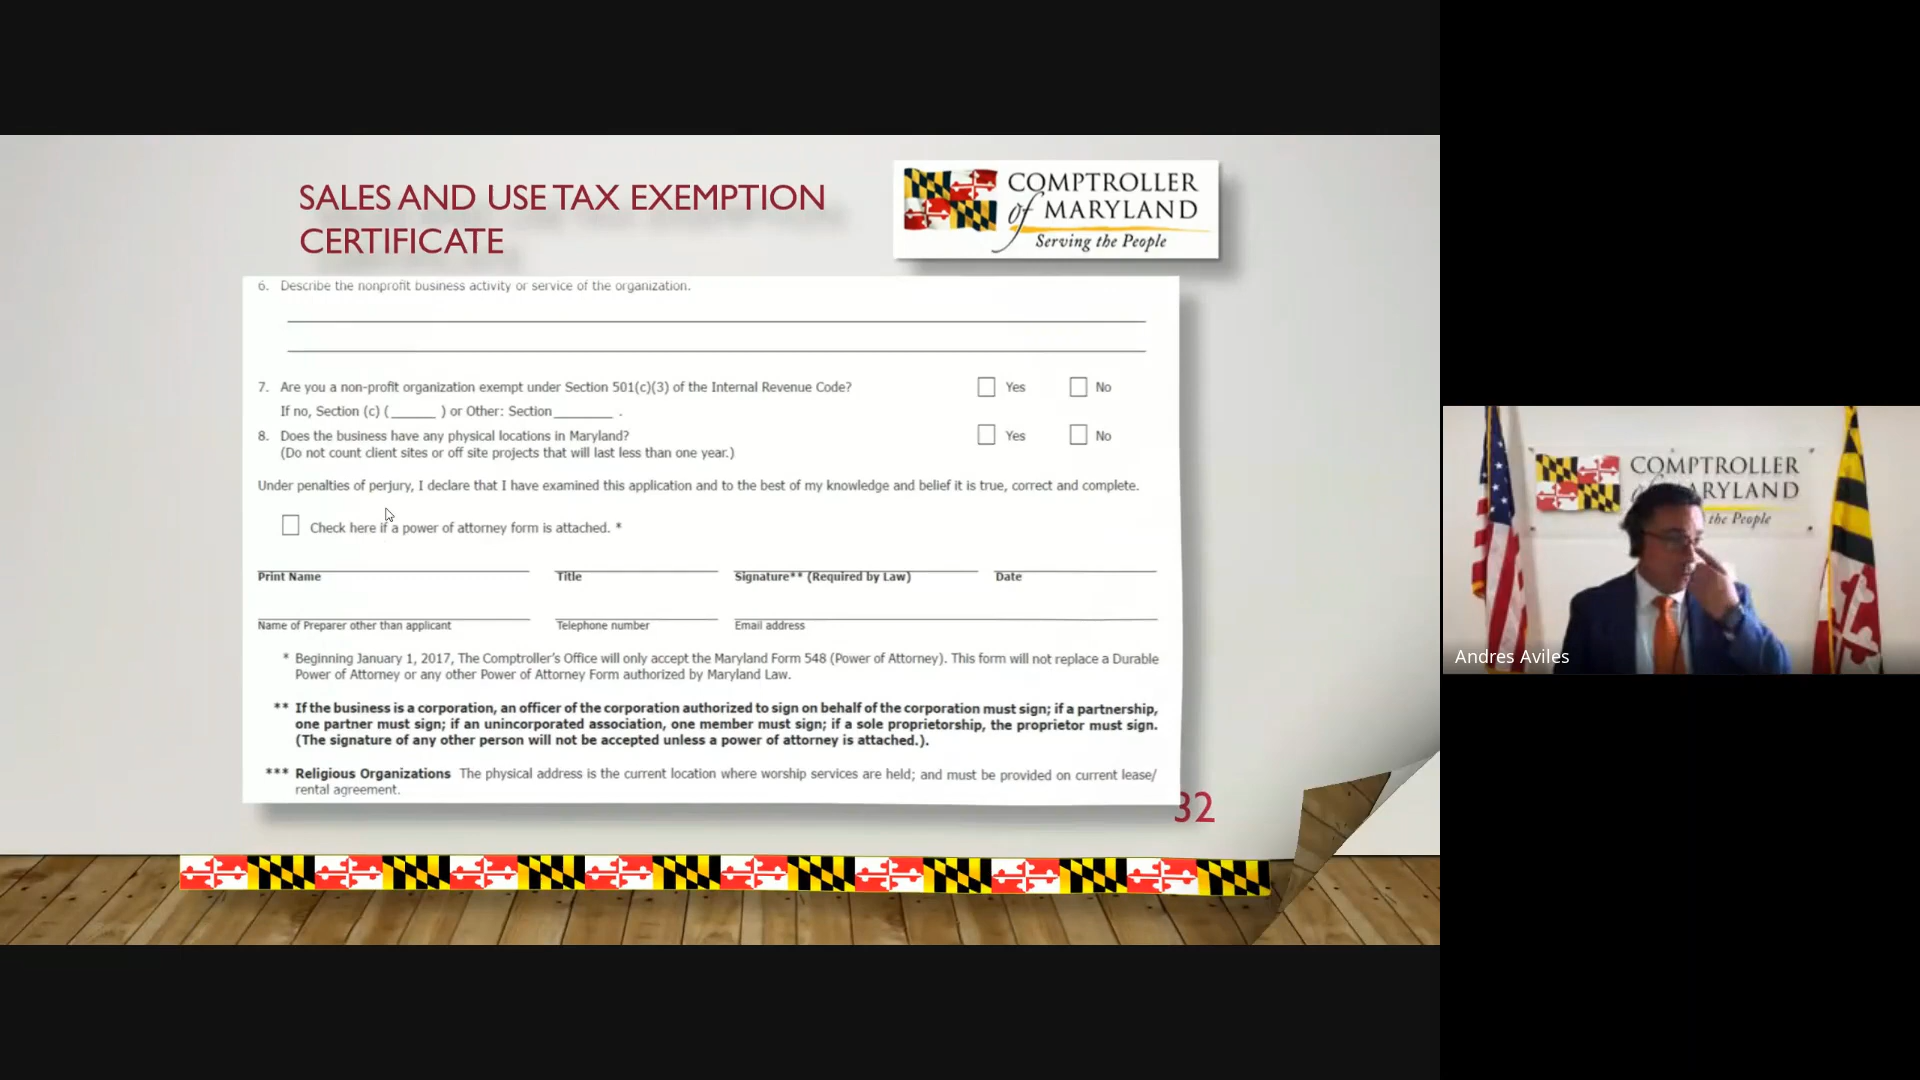 SALES AND USE TAX EXEMPTION
CERTIFICATE
COMPTROLLER
of MARYLAND
Serving the People
6. Describe the nonprofit business activity or service of the organization.
7. Are you a non-profit organization exempt under Section 501(c)(3) of the Internal Revenue Code? Yes No
If no, Section (c) ( ______ ) or Other: Section________ .
8. Does the business have any physical locations in Maryland? Yes No
(Do not count client sites or off site projects that will last less than one year.)
Under penalties of perjury, I declare that I have examined this application and to the best of my knowledge and belief it is true, correct and complete.
Check here if a power of attorney form is attached. *
Print Name Title Signature** (Required by Law) Date
Name of Preparer other than applicant Telephone number Email address
* Beginning January 1, 2017, The Comptroller's Office will only accept the Maryland Form 548 (Power of Attorney). This form will not replace a Durable
Power of Attorney or any other Power of Attorney Form authorized by Maryland Law.
** If the business is a corporation, an officer of the corporation authorized to sign on behalf of the corporation must sign; if a partnership,
one partner must sign; if an unincorporated association, one member must sign; if a sole proprietorship, the proprietor must sign.
(The signature of any other person will not be accepted unless a power of attorney is attached.).
*** Religious Organizations The physical address is the current location where worship services are held; and must be provided on current lease/
rental agreement.
32
COMPTROLLER
ARYLAND
the People
Andres Aviles